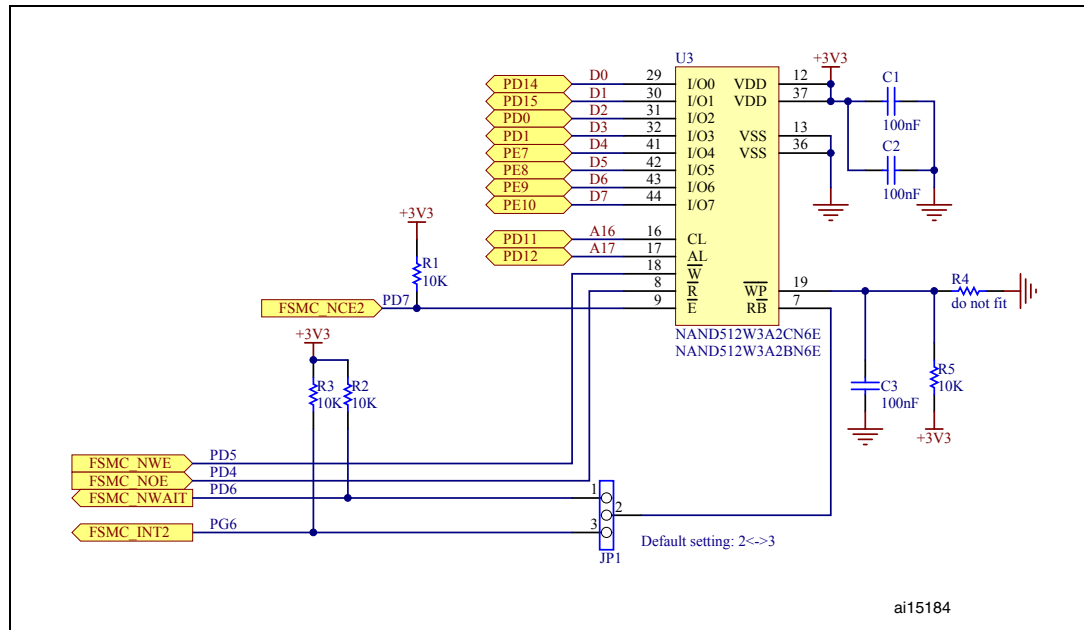 U3
+3V3
PD14 D0 29 I/O0 VDD 12 C1
PD15 D1 30 I/O1 VDD 37
PD0 D2 31 I/O2 100nF
PD1 D3 32 I/O3 VSS 13
PE7 D4 41 I/O4 VSS 36 C2
PE8 D5 42 I/O5
PE9 D6 43 I/O6 100nF
PE10 D7 44 I/O7
+3V3
PD11 A16 16 CL
PD12 A17 17 AL
R1 18 W
10K 8 R WP 19 R4
FSMC_NCE2 PD7 9 E RB 7 do not fit
NAND512W3A2CN6E
NAND512W3A2BN6E
+3V3
R3 R2 C3 R5
10K 10K 100nF 10K
+3V3
FSMC_NWE PD5
FSMC_NOE PD4
FSMC_NWAIT PD6 1
2
FSMC_INT2 PG6 3
JP1 Default setting: 2<->3
ai15184